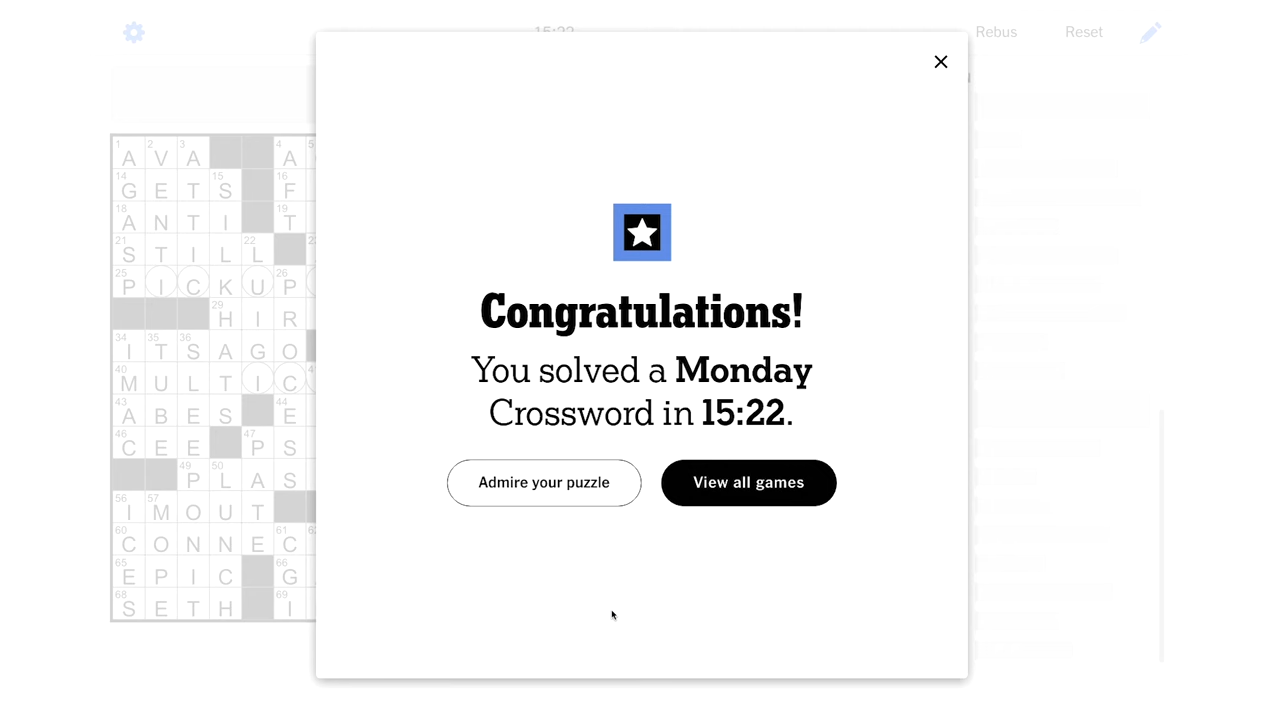 15:22
Rebus
Reset
Congratulations!
You solved a Monday
Crossword in 15:22.
Admire your puzzle
View all games
1 2 3 4 5
A V A A
14 15 16
G E T S F
18 19
A N T I T
21 22
S T I L L
25 26
P I C K U P
29
H I R
34 35 36
I T S A G O
40
M U L T I C
43 44
A B E S E
46 47
C E E P S
49 50
P L A S
56 57
I M O U T
60 61
C O N N E C
65 66
E P I C G
68 69
S E T H I